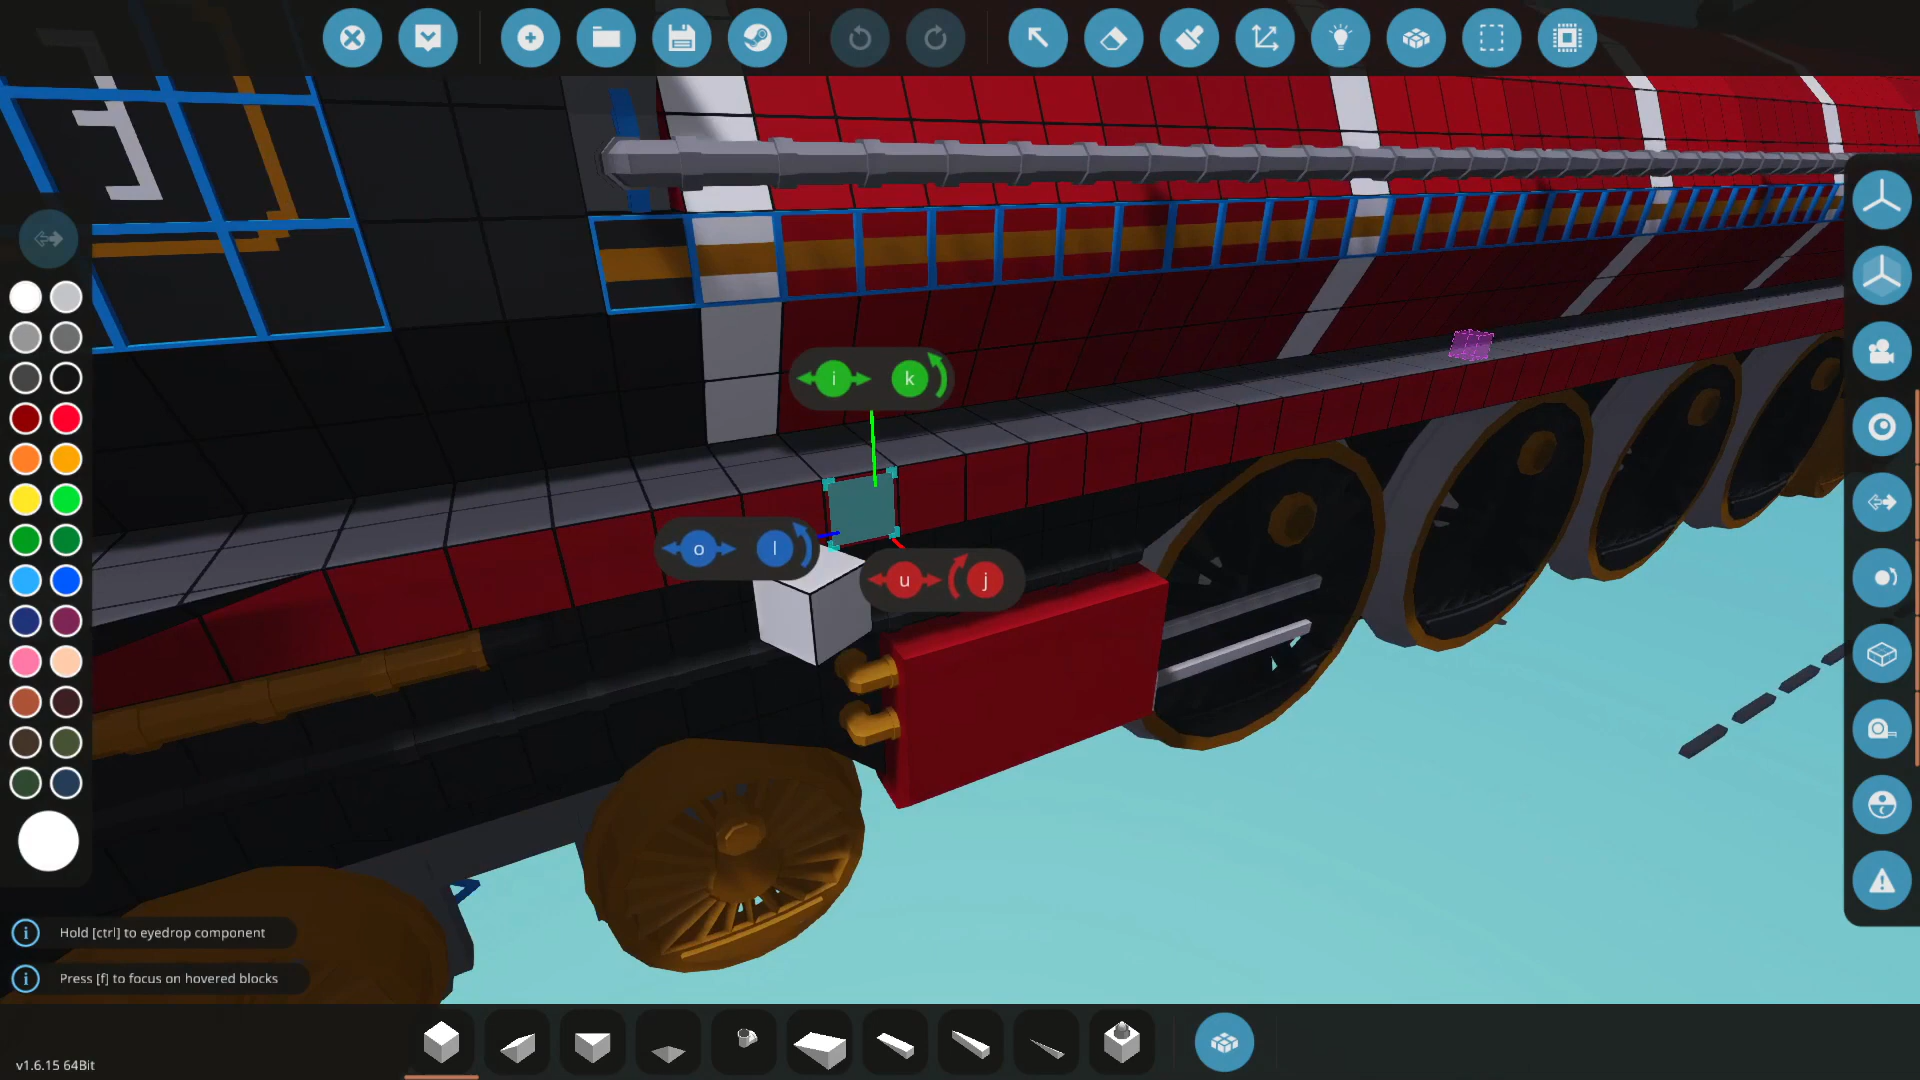 i
k
o
l
u
j
Hold [ctrl] to eyedrop component
Press [f] to focus on hovered blocks
v1.6.15 64Bit